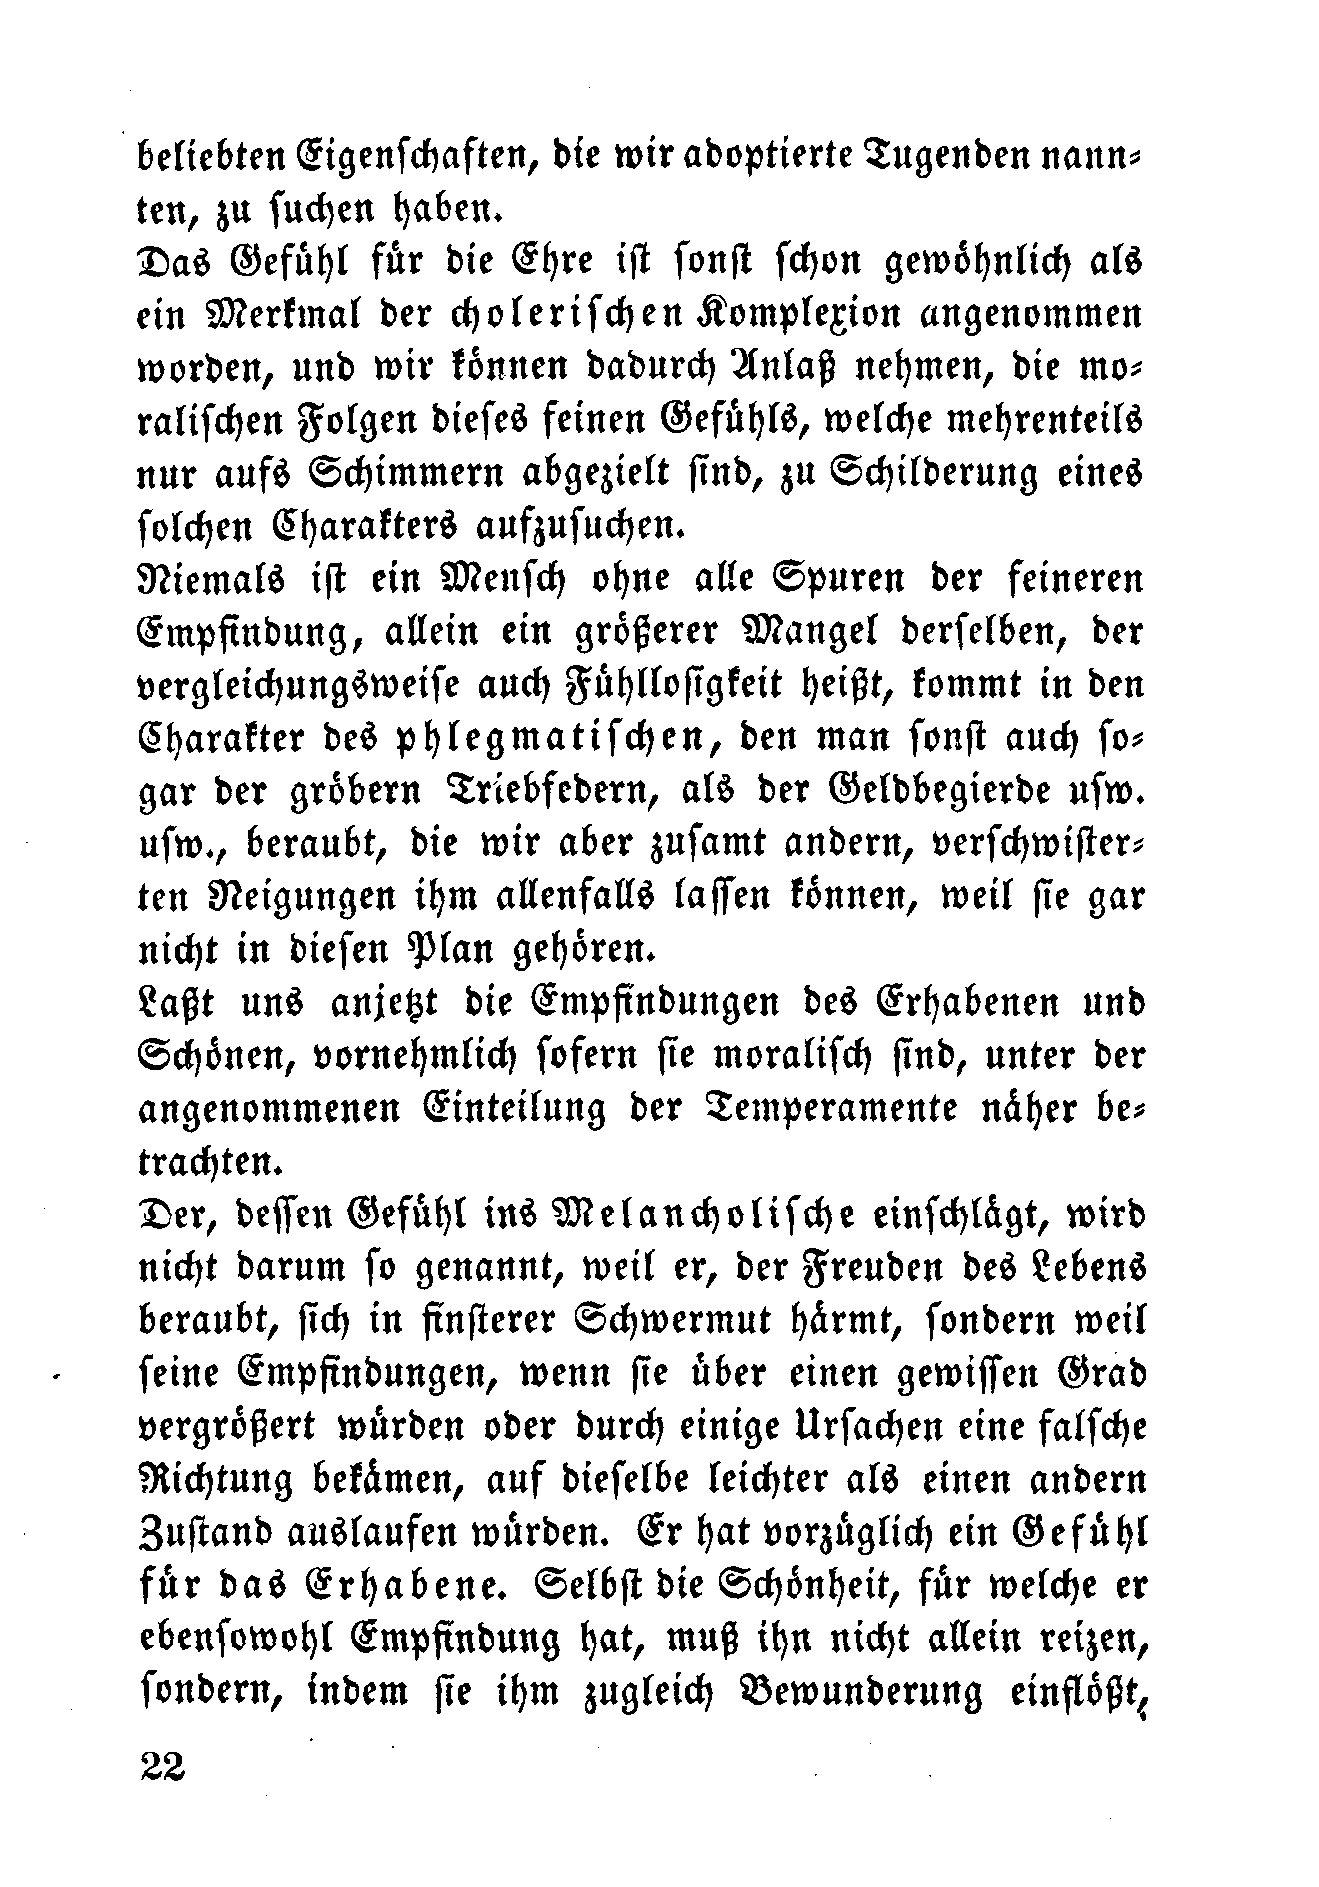 beliebten Eigenſchaften, die wir adoptierte Tugenden nann⸗
ten, zu ſuchen haben.
Das Gefühl für die Ehre iſt ſonſt ſchon gewöhnlich als
ein Merkmal der choleriſchen Komplexion angenommen
worden, und wir können dadurch Anlaß nehmen, die mo⸗
raliſchen Folgen dieſes feinen Gefühls, welche mehrenteils
nur aufs Schimmern abgezielt ſind, zu Schilderung eines
ſolchen Charakters aufzuſuchen.
Niemals iſt ein Menſch ohne alle Spuren der feineren
Empfindung, allein ein größerer Mangel derſelben, der
vergleichungsweiſe auch Fühlloſigkeit heißt, kommt in den
Charakter des phlegmatiſchen, den man ſonſt auch ſo⸗
gar der gröbern Triebfedern, als der Geldbegierde uſw.
uſw., beraubt, die wir aber zuſamt andern, verſchwiſter⸗
ten Neigungen ihm allenfalls laſſen können, weil ſie gar
nicht in dieſen Plan gehören.
Laßt uns anjetzt die Empfindungen des Erhabenen und
Schönen, vornehmlich ſofern ſie moraliſch ſind, unter der
angenommenen Einteilung der Temperamente näher be⸗
trachten.
Der, deſſen Gefühl ins Melancholiſche einſchlägt, wird
nicht darum ſo genannt, weil er, der Freuden des Lebens
beraubt, ſich in finſterer Schwermut härmt, ſondern weil
ſeine Empfindungen, wenn ſie über einen gewiſſen Grad
vergrößert würden oder durch einige Urſachen eine falſche
Richtung bekämen, auf dieſelbe leichter als einen andern
Zuſtand auslaufen würden. Er hat vorzüglich ein Gefühl
für das Erhabene. Selbſt die Schönheit, für welche er
ebenſowohl Empfindung hat, muß ihn nicht allein reizen,
ſondern, indem ſie ihm zugleich Bewunderung einflößt,
22